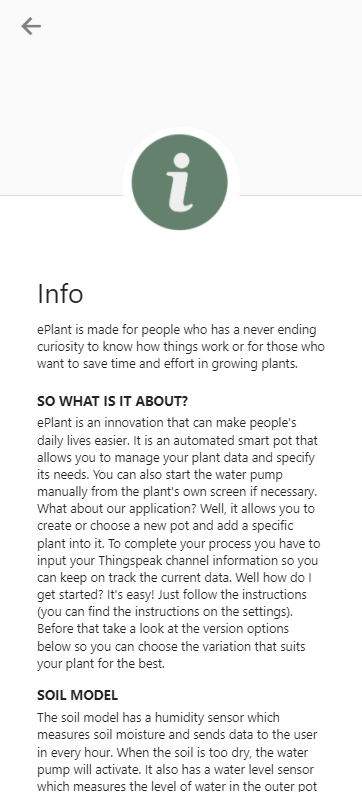 Info
ePlant is made for people who has a never ending
curiosity to know how things work or for those who
want to save time and effort in growing plants.
SO WHAT IS IT ABOUT?
ePlant is an innovation that can make people's
daily lives easier. It is an automated smart pot that
allows you to manage your plant data and specify
its needs. You can also start the water pump
manually from the plant's own screen if necessary.
What about our application? Well, it allows you to
create or choose a new pot and add a specific
plant into it. To complete your process you have to
input your Thingspeak channel information so you
can keep on track the current data. Well how do I
get started? It's easy! Just follow the instructions
(you can find the instructions on the settings).
Before that take a look at the version options
below so you can choose the variation that suits
your plant for the best.
SOIL MODEL
The soil model has a humidity sensor which
measures soil moisture and sends data to the user
in every hour. When the soil is too dry, the water
pump will activate. It also has a water level sensor
which measures the level of water in the outer pot